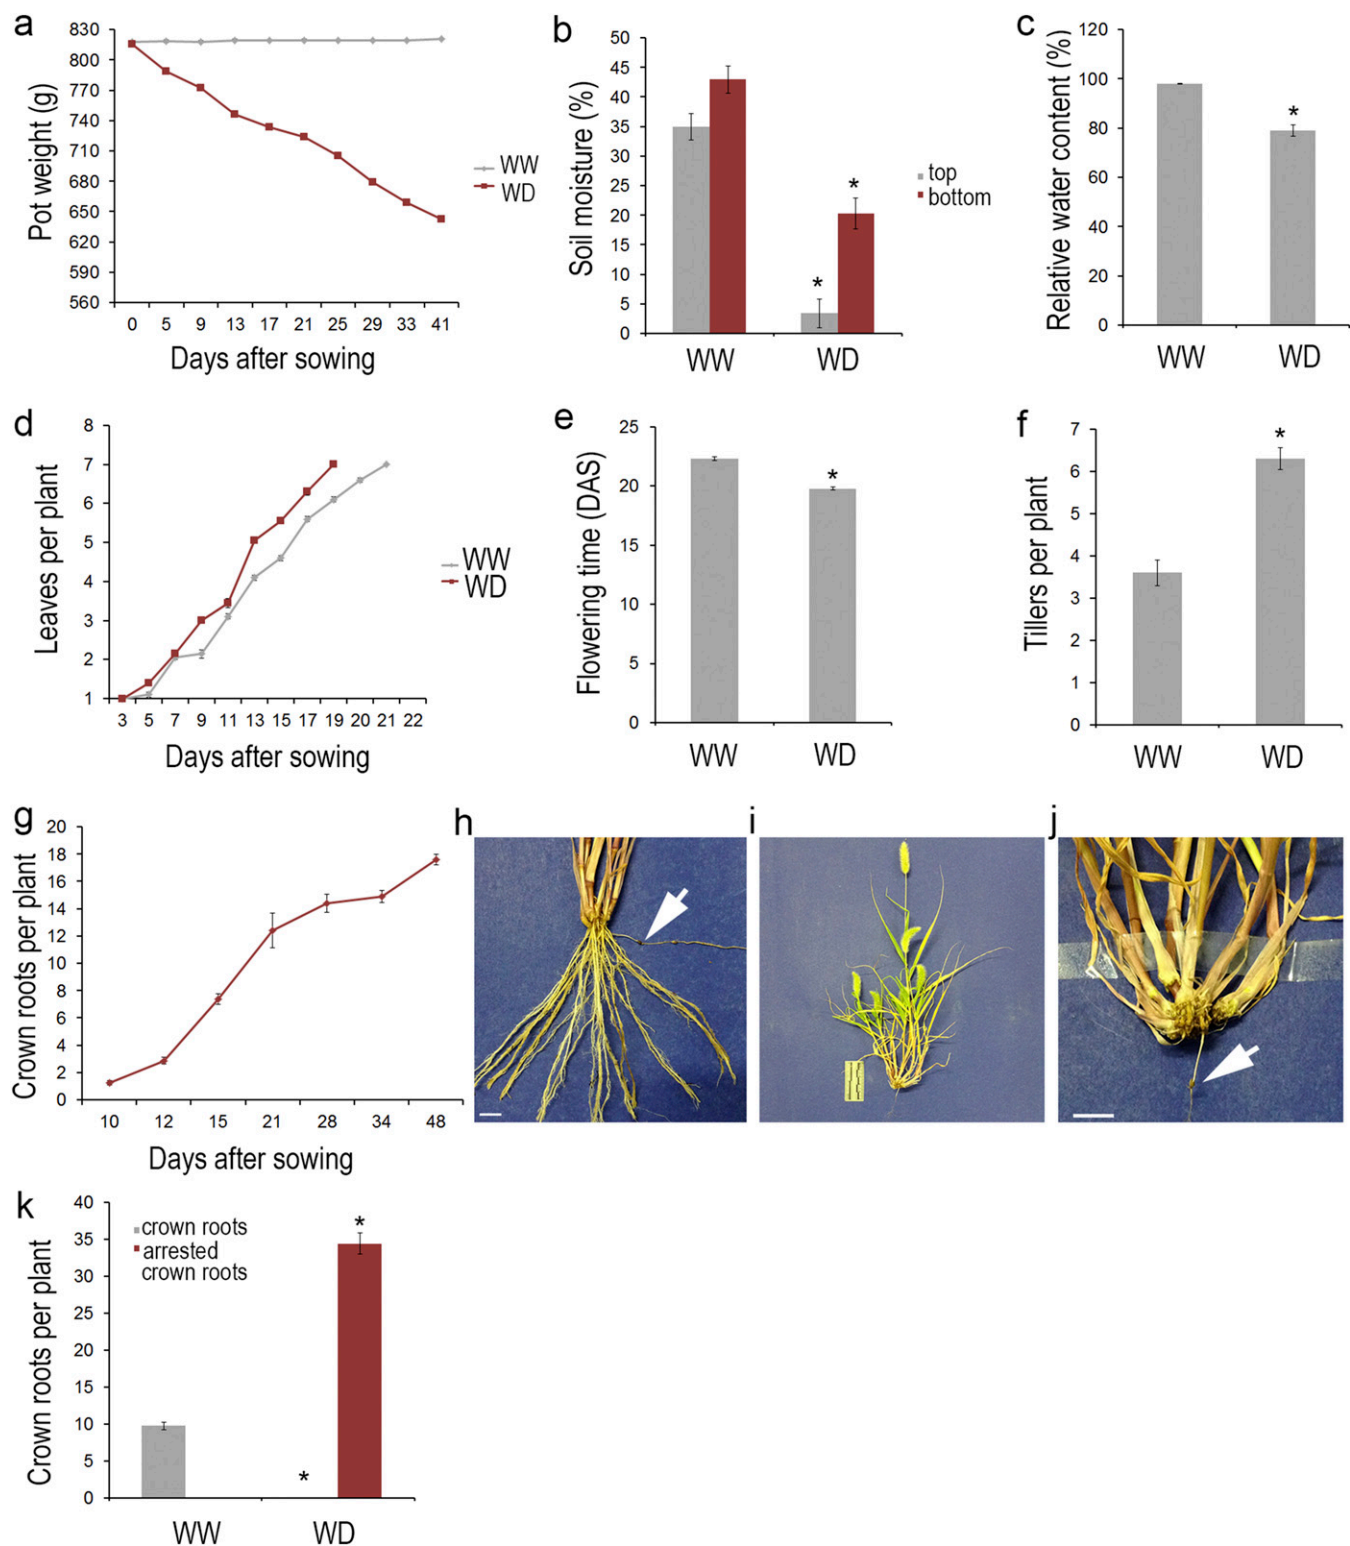 a
830
800
770
740
710
680
650
620
590
560
Pot weight (g)
0 5 9 13 17 21 25 29 33 41
Days after sowing
WW
WD
b
50
45
40
35
30
25
20
15
10
5
0
Soil moisture (%)
*
*
WW WD
top
bottom
c
120
100
80
60
40
20
0
Relative water content (%)
*
WW WD
d
8
7
6
5
4
3
2
1
Leaves per plant
3 5 7 9 11 13 15 17 19 20 21 22
Days after sowing
WW
WD
e
25
20
15
10
5
0
Flowering time (DAS)
*
WW WD
f
7
6
5
4
3
2
1
0
Tillers per plant
*
WW WD
g
20
18
16
14
12
10
8
6
4
2
0
Crown roots per plant
10 12 15 21 28 34 48
Days after sowing
h
i
j
k
40
35
30
25
20
15
10
5
0
Crown roots per plant
crown roots
arrested
crown roots
*
*
WW WD